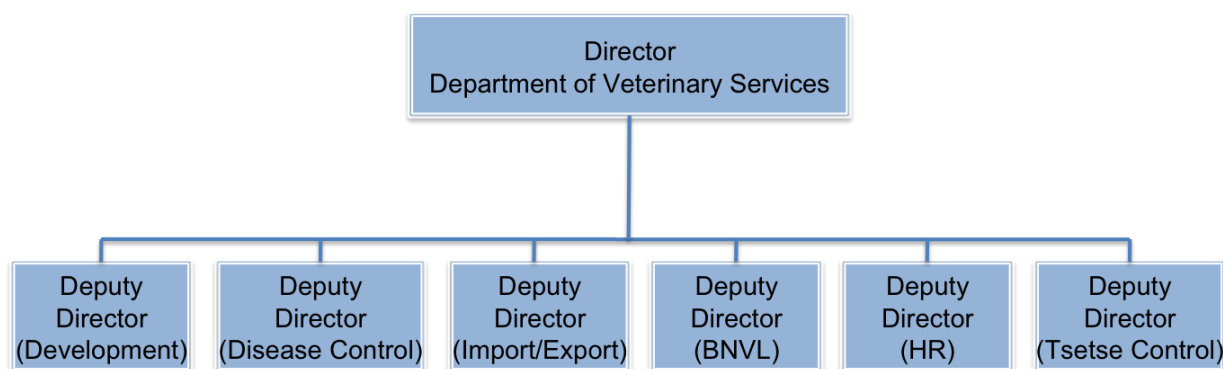 Director
Department of Veterinary Services
Deputy
Director
(Development)
Deputy
Director
(Disease Control)
Deputy
Director
(Import/Export)
Deputy
Director
(BNVL)
Deputy
Director
(HR)
Deputy
Director
(Tsetse Control)